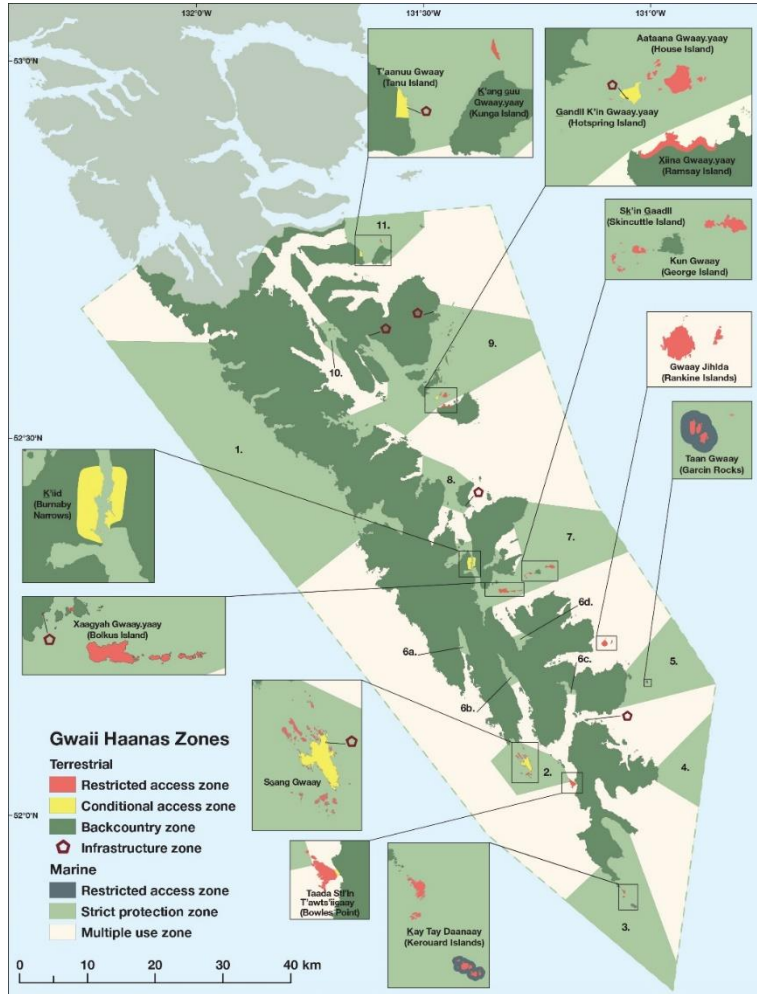 132°0'W
131°30'W
131°0'W
53°0'N
52°30'N
52°0'N
T'aanuu Gwaay
(Tanu Island)
K'ang guu
Gwaay.yaay
(Kunga Island)
Aataana Gwaay.yaay
(House Island)
Gandll K'in Gwaay.yaay
(Hotspring Island)
Xiina Gwaay.yaay
(Ramsay Island)
Sk'in Gaadll
(Skincuttle Island)
Kun Gwaay
(George Island)
Gwaay Jihlda
(Rankine Islands)
Taan Gwaay
(Garcin Rocks)
11.
9.
10.
1.
8.
7.
6d.
6a.
6c.
5.
6b.
2.
4.
3.
K'iid
(Burnaby
Narrows)
Xaagyah Gwaay.yaay
(Bolkus Island)
Sgang Gwaay
Taada Stl'in
T'awts'iigaay
(Bowles Point)
Kay Tay Daanaay
(Kerouard Islands)
Gwaii Haanas Zones
Terrestrial
Restricted access zone
Conditional access zone
Backcountry zone
Infrastructure zone
Marine
Restricted access zone
Strict protection zone
Multiple use zone
0 10 20 30 40 km